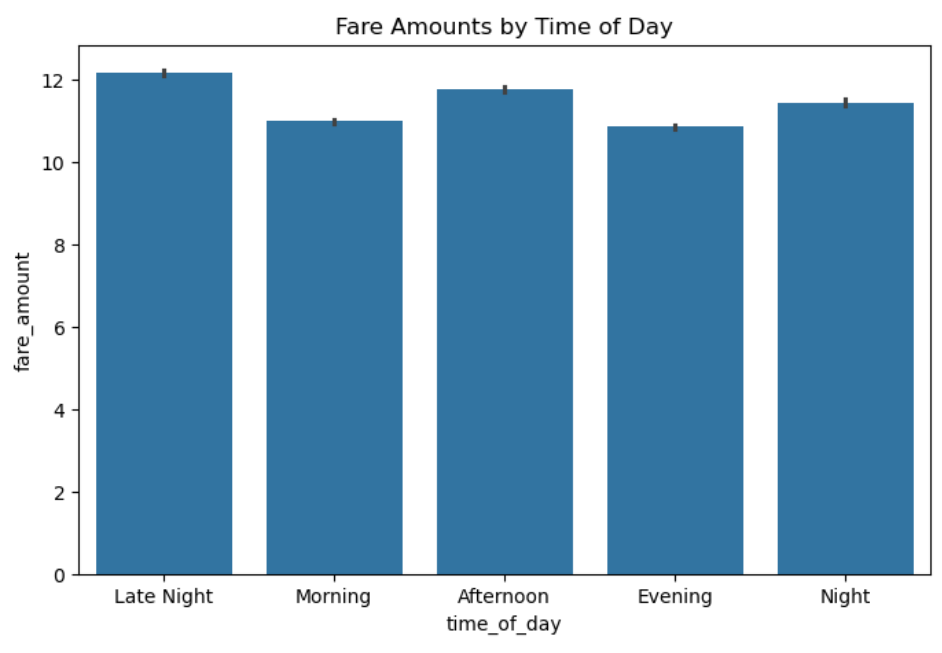 Fare Amounts by Time of Day
12
10
8
6
4
2
0
fare_amount
Late Night Morning Afternoon Evening Night
time_of_day